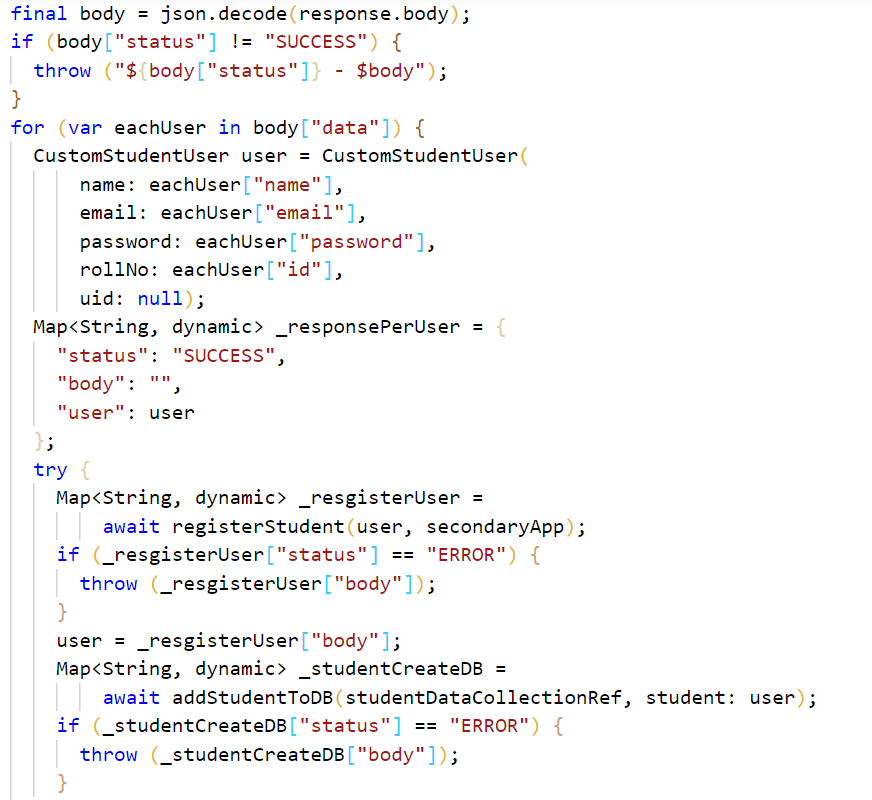 final body = json.decode(response.body);
if (body["status"] != "SUCCESS") {
throw ("${body["status"]} - $body");
}
for (var eachUser in body["data"]) {
CustomStudentUser user = CustomStudentUser(
name: eachUser["name"],
email: eachUser["email"],
password: eachUser["password"],
rollNo: eachUser["id"],
uid: null);
Map<String, dynamic> _responsePerUser = {
"status": "SUCCESS",
"body": "",
"user": user
};
try {
Map<String, dynamic> _resgisterUser =
await registerStudent(user, secondaryApp);
if (_resgisterUser["status"] == "ERROR") {
throw (_resgisterUser["body"]);
}
user = _resgisterUser["body"];
Map<String, dynamic> _studentCreateDB =
await addStudentToDB(studentDataCollectionRef, student: user);
if (_studentCreateDB["status"] == "ERROR") {
throw (_studentCreateDB["body"]);
}